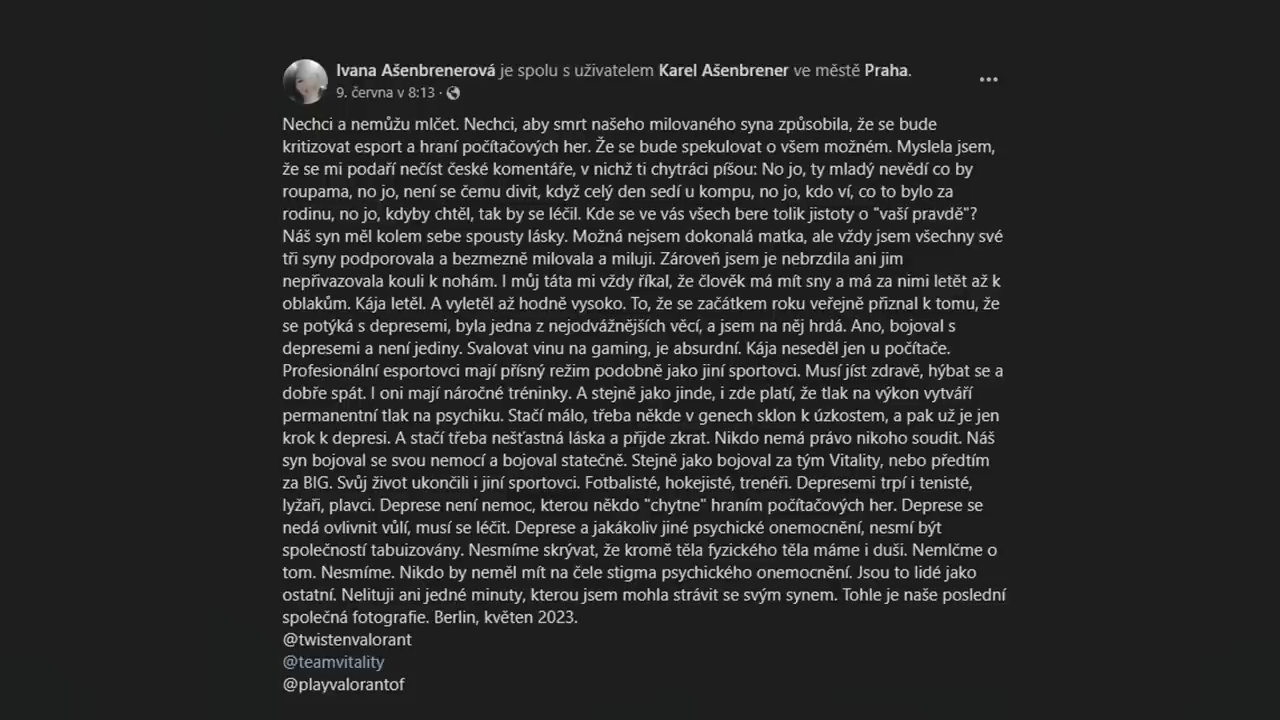 Ivana Ašenbrenerová je spolu s uživatelem Karel Ašenbrener ve městě Praha.
9. června v 8:13 ·
Nechci a nemůžu mlčet. Nechci, aby smrt našeho milovaného syna způsobila, že se bude
kritizovat esport a hraní počítačových her. Že se bude spekulovat o všem možném. Myslela jsem,
že se mi podaří nečíst české komentáře, v nichž ti chytráci píšou: No jo, ty mladý nevědí co by
roupama, no jo, není se čemu divit, když celý den sedí u kompu, no jo, kdo ví, co to bylo za
rodinu, no jo, kdyby chtěl, tak by se léčil. Kde se ve vás všech bere tolik jistoty o "vaší pravdě"?
Náš syn měl kolem sebe spousty lásky. Možná nejsem dokonalá matka, ale vždy jsem všechny své
tři syny podporovala a bezmezně milovala a miluji. Zároveň jsem je nebrzdila ani jim
nepřivazovala kouli k nohám. I můj táta mi vždy říkal, že člověk má mít sny a má za nimi letět až k
oblakům. Kája letěl. A vyletěl až hodně vysoko. To, že se začátkem roku veřejně přiznal k tomu, že
se potýká s depresemi, byla jedna z nejodvážnějších věcí, a jsem na něj hrdá. Ano, bojoval s
depresemi a není jediny. Svalovat vinu na gaming, je absurdní. Kája neseděl jen u počítače.
Profesionální esportovci mají přísný režim podobně jako jiní sportovci. Musí jíst zdravě, hýbat se a
dobře spát. I oni mají náročné tréninky. A stejně jako jinde, i zde platí, že tlak na výkon vytváří
permanentní tlak na psychiku. Stačí málo, třeba někde v genech sklon k úzkostem, a pak už je jen
krok k depresi. A stačí třeba nešťastná láska a přijde zkrat. Nikdo nemá právo nikoho soudit. Náš
syn bojoval se svou nemocí a bojoval statečně. Stejně jako bojoval za tým Vitality, nebo předtím
za BIG. Svůj život ukončili i jiní sportovci. Fotbalisté, hokejisté, trenéři. Depresemi trpí i tenisté,
lyžaři, plavci. Deprese není nemoc, kterou někdo "chytne" hraním počítačových her. Deprese se
nedá ovlivnit vůlí, musí se léčit. Deprese a jakákoliv jiné psychické onemocnění, nesmí být
společností tabuizovány. Nesmíme skrývat, že kromě těla fyzického těla máme i duši. Nemlčme o
tom. Nesmíme. Nikdo by neměl mít na čele stigma psychického onemocnění. Jsou to lidé jako
ostatní. Nelituji ani jedné minuty, kterou jsem mohla strávit se svým synem. Tohle je naše poslední
společná fotografie. Berlin, květen 2023.
@twistenvalorant
@teamvitality
@playvalorantof